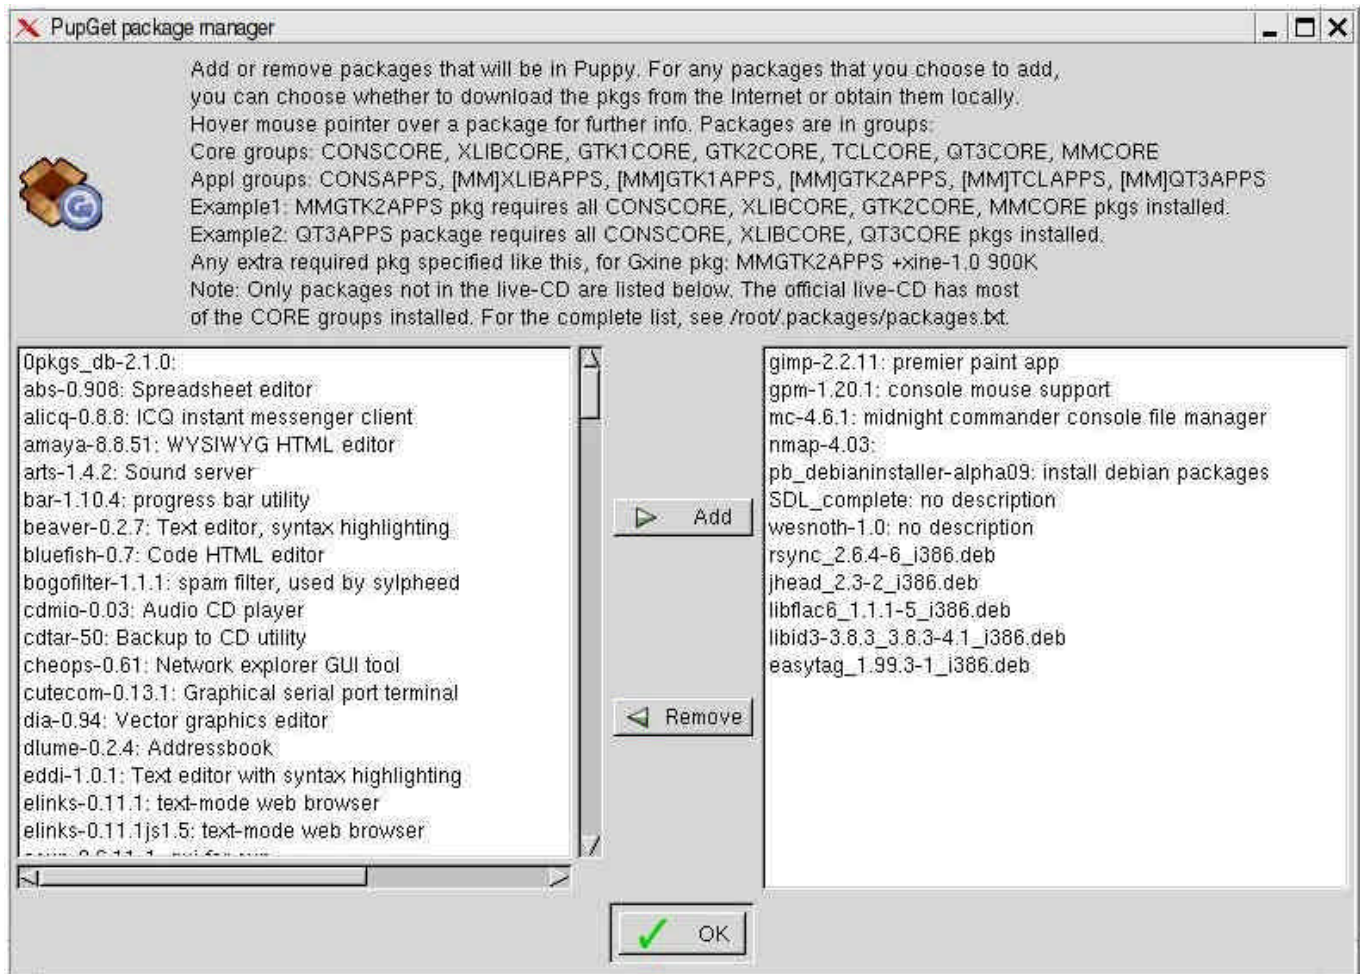 PupGet package manager
Add or remove packages that will be in Puppy. For any packages that you choose to add,
you can choose whether to download the pkgs from the Internet or obtain them locally.
Hover mouse pointer over a package for further info. Packages are in groups:
Core groups: CONSCORE, XLIBCORE, GTK1CORE, GTK2CORE, TCLCORE, QT3CORE, MMCORE
Appl groups: CONSAPPS, [MM]XLIBAPPS, [MM]GTK1APPS, [MM]GTK2APPS, [MM]TCLAPPS, [MM]QT3APPS
Example1: MMGTK2APPS pkg requires all CONSCORE, XLIBCORE, GTK2CORE, MMCORE pkgs installed.
Example2: QT3APPS package requires all CONSCORE, XLIBCORE, QT3CORE pkgs installed.
Any extra required pkg specified like this, for Gxine pkg: MMGTK2APPS +xine-1.0 900K
Note: Only packages not in the live-CD are listed below. The official live-CD has most
of the CORE groups installed. For the complete list, see /root/.packages/packages.txt.
0pkgs_db-2.1.0:
abs-0.908: Spreadsheet editor
alicq-0.8.8: ICQ instant messenger client
amaya-8.8.51: WYSIWYG HTML editor
arts-1.4.2: Sound server
bar-1.10.4: progress bar utility
beaver-0.2.7: Text editor, syntax highlighting
bluefish-0.7: Code HTML editor
bogofilter-1.1.1: spam filter, used by sylpheed
cdmio-0.03: Audio CD player
cdtar-50: Backup to CD utility
cheops-0.61: Network explorer GUI tool
cutecom-0.13.1: Graphical serial port terminal
dia-0.94: Vector graphics editor
dlume-0.2.4: Addressbook
eddi-1.0.1: Text editor with syntax highlighting
elinks-0.11.1: text-mode web browser
elinks-0.11.1js1.5: text-mode web browser
Add
Remove
gimp-2.2.11: premier paint app
gpm-1.20.1: console mouse support
mc-4.6.1: midnight commander console file manager
nmap-4.03:
pb_debianinstaller-alpha09: install debian packages
SDL_complete: no description
wesnoth-1.0: no description
rsync_2.6.4-6_i386.deb
jhead_2.3-2_i386.deb
libflac6_1.1.1-5_i386.deb
libid3-3.8.3_3.8.3-4.1_i386.deb
easytag_1.99.3-1_i386.deb
OK